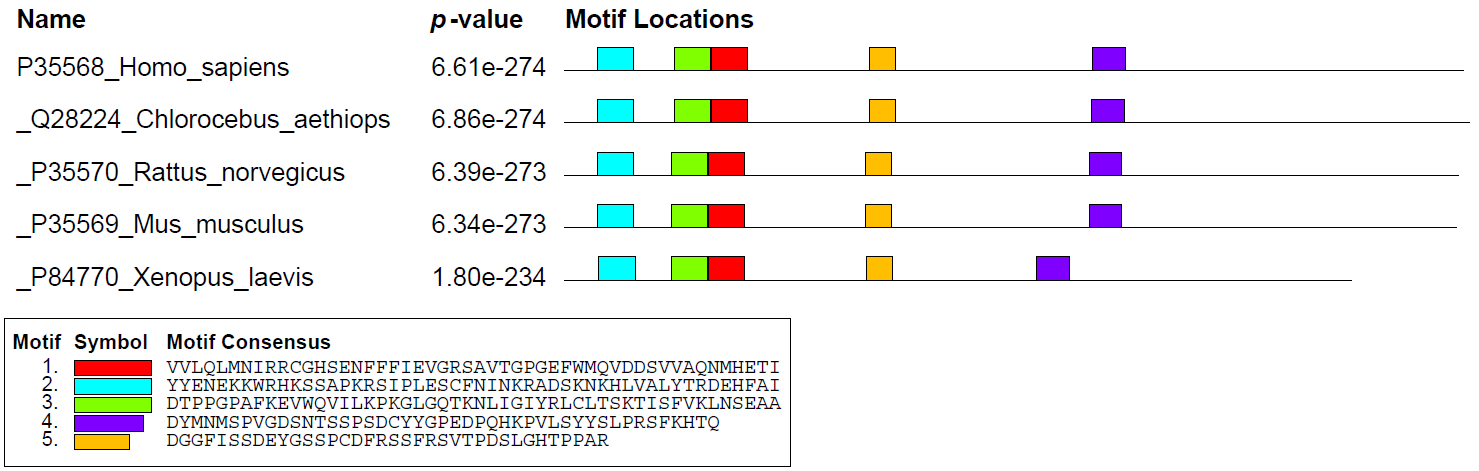 Name p-value Motif Locations
P35568_Homo_sapiens 6.61e-274
_Q28224_Chlorocebus_aethiops 6.86e-274
_P35570_Rattus_norvegicus 6.39e-273
_P35569_Mus_musculus 6.34e-273
_P84770_Xenopus_laevis 1.80e-234
Motif Symbol Motif Consensus
1. VVLQLMNIRRCGHSENFFFIEVGRSAVTGPGEFWMQVDDSVVAQNMHETI
2. YYENEKKWRHKSSAPKRSIPLESCFNINKRADSKNKHLVALYTRDEHFAI
3. DTPPGPAFKEVWQVILKPKGLGQTKNLIGIYRLCLTSKTISFVKLNSEAA
4. DYMNMSPVGDSNTSSPSDCYYGPEDPQHKPVLSYYSLPRSFKHTQ
5. DGGFISSDEYGSSPCDFRSSFRSVTPDSLGHTPPAR